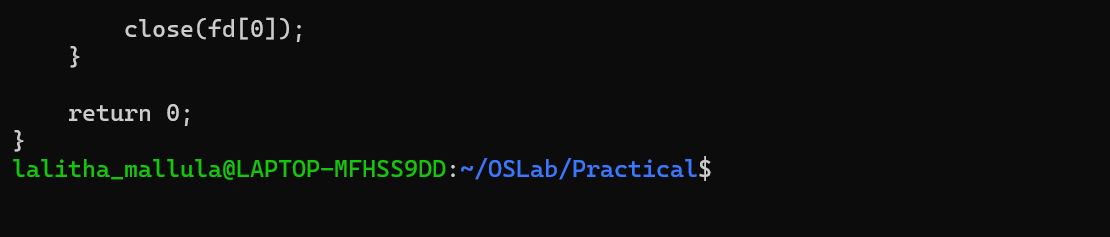 close(fd[0]);
}
return 0;
}
lalitha_mallula@LAPTOP-MFHSS9DD:~/OSLab/Practical$